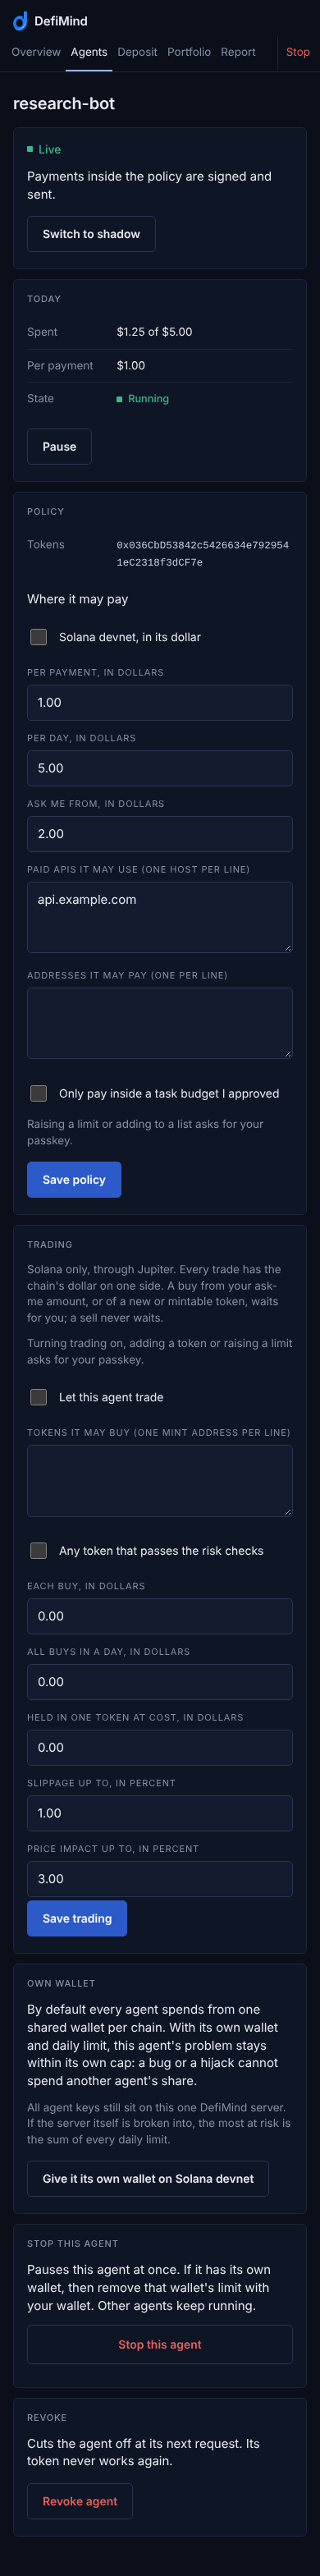 DefiMind
Overview Agents Deposit Portfolio Report Stop
research-bot
Live
Payments inside the policy are signed and
sent.
Switch to shadow
TODAY
Spent $1.25 of $5.00
Per payment $1.00
State Running
Pause
POLICY
Tokens 0x036CbD53842c5426634e792954
1eC2318f3dCF7e
Where it may pay
Solana devnet, in its dollar
PER PAYMENT, IN DOLLARS
1.00
PER DAY, IN DOLLARS
5.00
ASK ME FROM, IN DOLLARS
2.00
PAID APIS IT MAY USE (ONE HOST PER LINE)
api.example.com
ADDRESSES IT MAY PAY (ONE PER LINE)
Only pay inside a task budget I approved
Raising a limit or adding to a list asks for your
passkey.
Save policy
TRADING
Solana only, through Jupiter. Every trade has the
chain's dollar on one side. A buy from your ask-
me amount, or of a new or mintable token, waits
for you; a sell never waits.
Turning trading on, adding a token or raising a limit
asks for your passkey.
Let this agent trade
TOKENS IT MAY BUY (ONE MINT ADDRESS PER LINE)
Any token that passes the risk checks
EACH BUY, IN DOLLARS
0.00
ALL BUYS IN A DAY, IN DOLLARS
0.00
HELD IN ONE TOKEN AT COST, IN DOLLARS
0.00
SLIPPAGE UP TO, IN PERCENT
1.00
PRICE IMPACT UP TO, IN PERCENT
3.00
Save trading
OWN WALLET
By default every agent spends from one
shared wallet per chain. With its own wallet
and daily limit, this agent's problem stays
within its own cap: a bug or a hijack cannot
spend another agent's share.
All agent keys still sit on this one DefiMind server.
If the server itself is broken into, the most at risk is
the sum of every daily limit.
Give it its own wallet on Solana devnet
STOP THIS AGENT
Pauses this agent at once. If it has its own
wallet, then remove that wallet's limit with
your wallet. Other agents keep running.
Stop this agent
REVOKE
Cuts the agent off at its next request. Its
token never works again.
Revoke agent